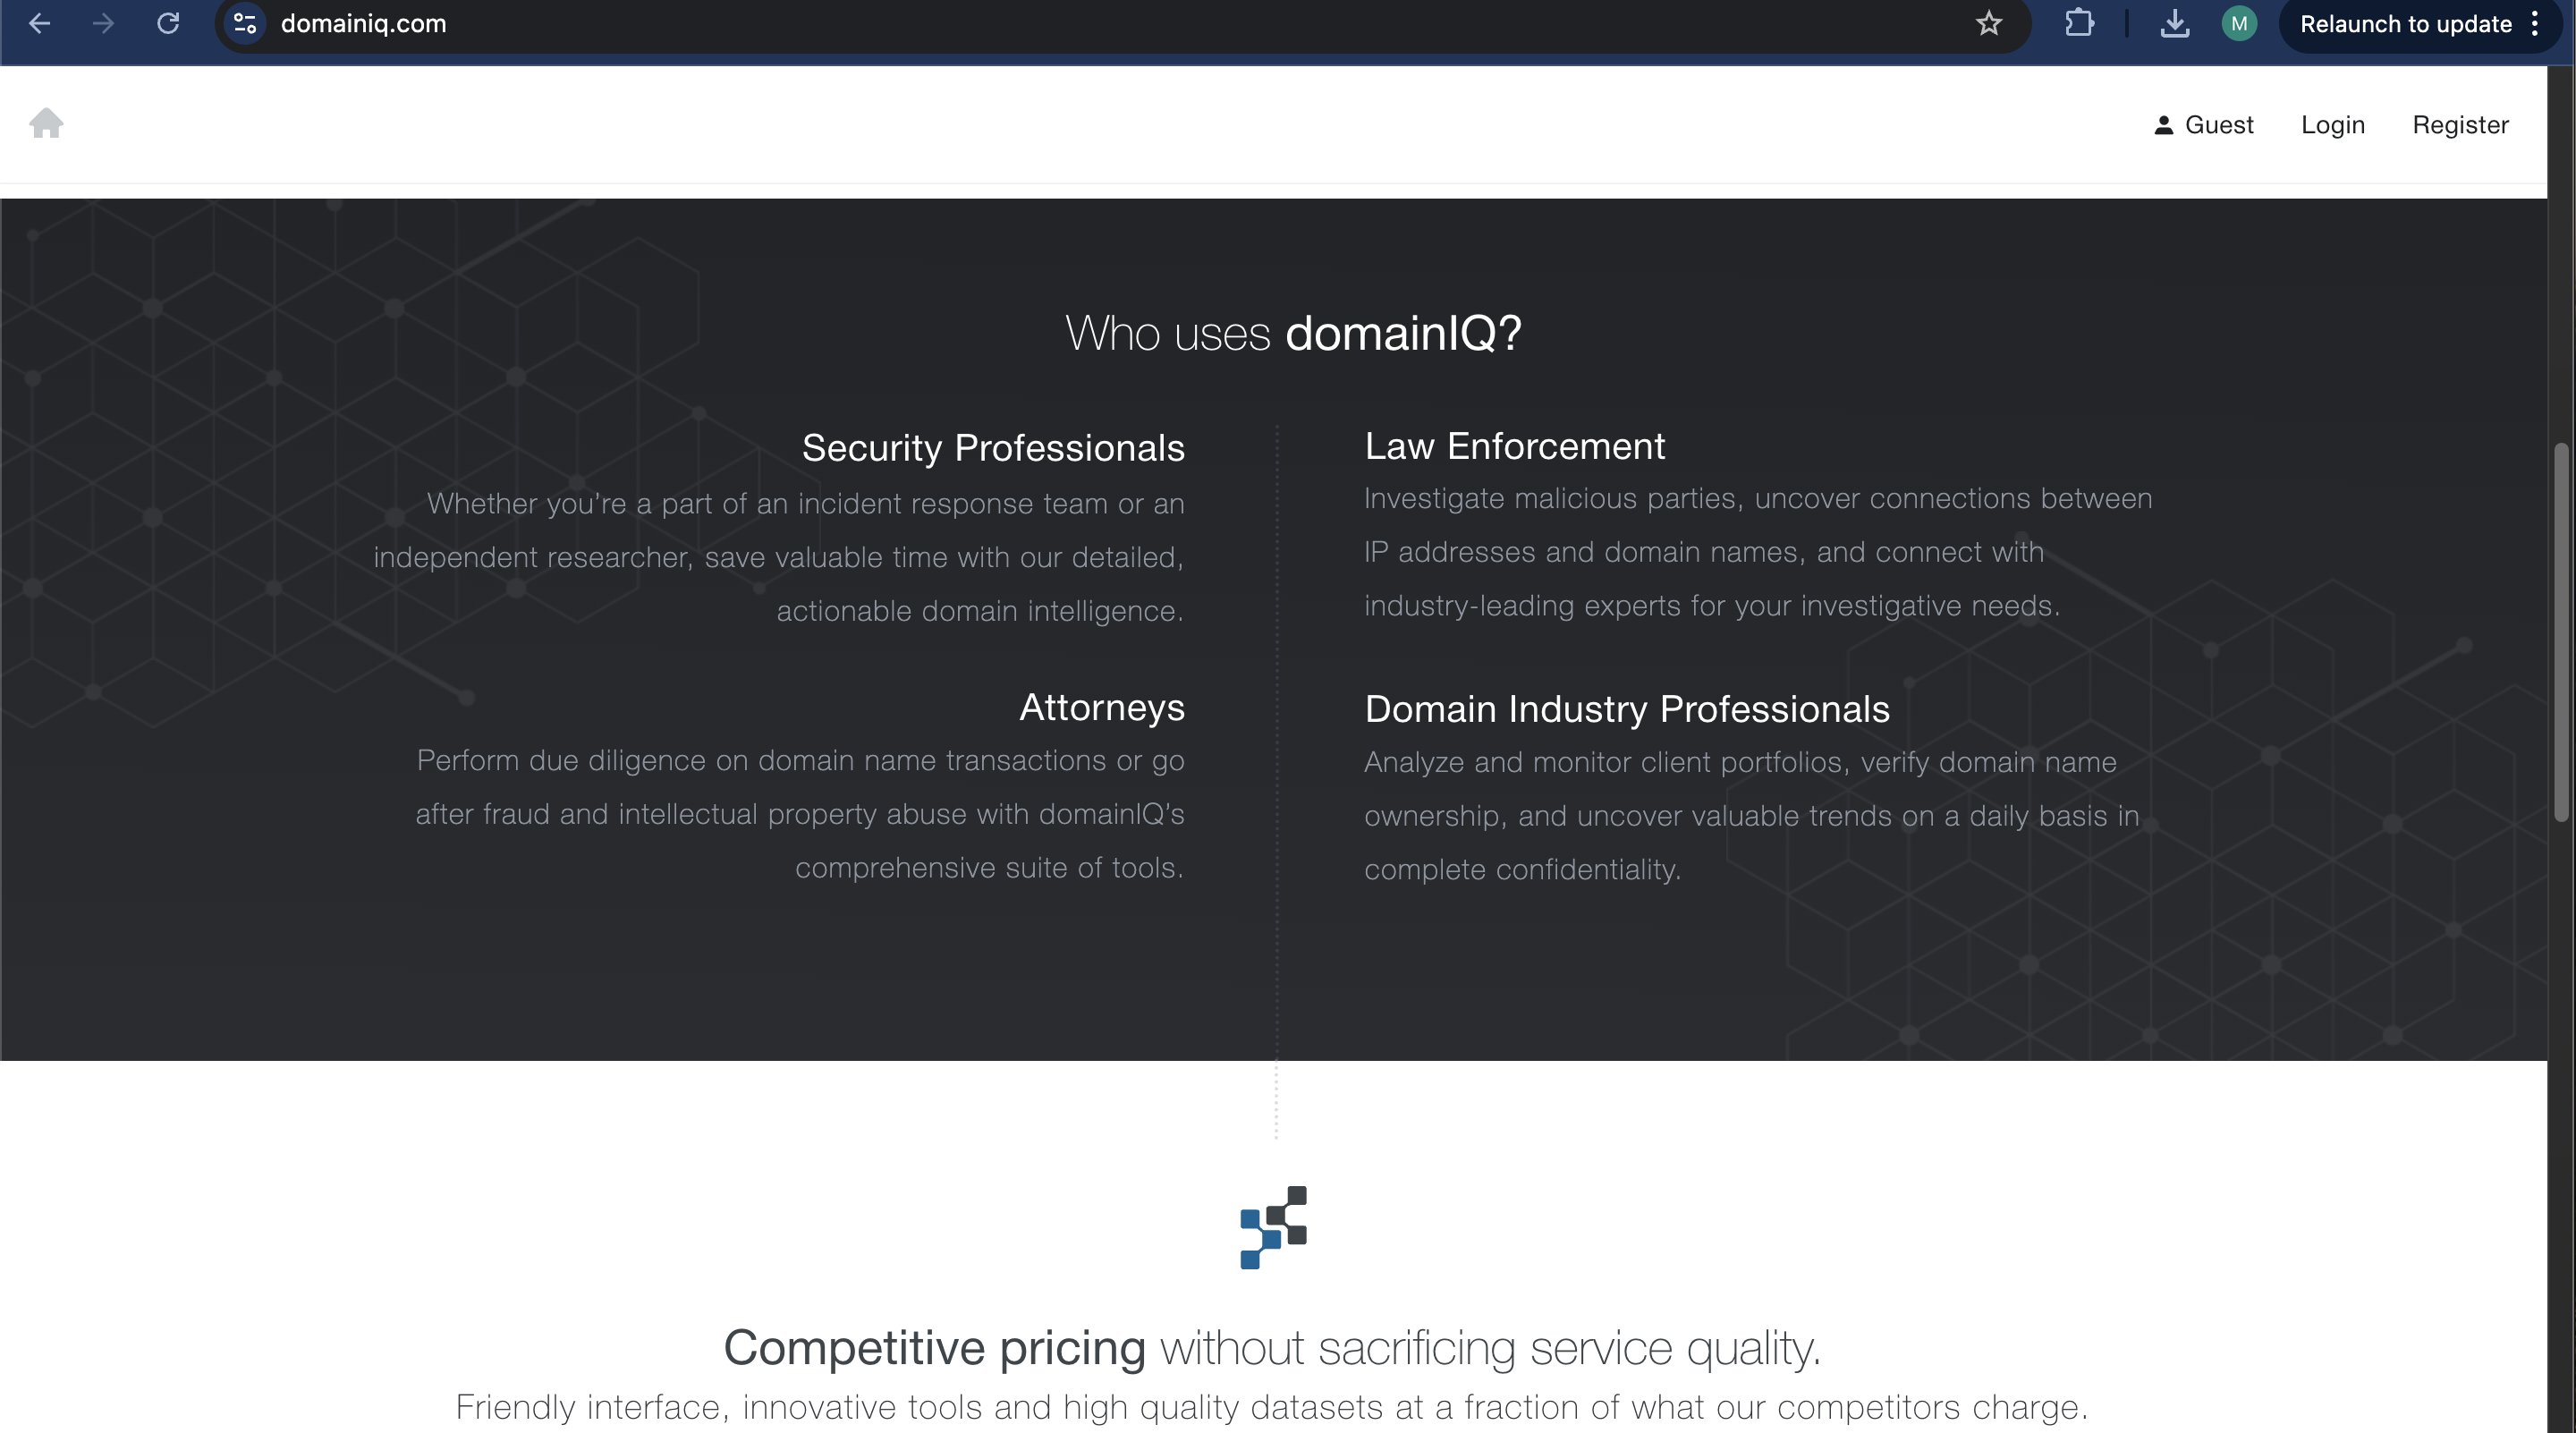 domainiq.com
M
Relaunch to update
Guest
Login
Register
Who uses domainIQ?
Security Professionals
Whether you're a part of an incident response team or an
independent researcher, save valuable time with our detailed,
actionable domain intelligence.
Law Enforcement
Investigate malicious parties, uncover connections between
IP addresses and domain names, and connect with
industry-leading experts for your investigative needs.
Attorneys
Perform due diligence on domain name transactions or go
after fraud and intellectual property abuse with domainIQ's
comprehensive suite of tools.
Domain Industry Professionals
Analyze and monitor client portfolios, verify domain name
ownership, and uncover valuable trends on a daily basis in
complete confidentiality.
Competitive pricing without sacrificing service quality.
Friendly interface, innovative tools and high quality datasets at a fraction of what our competitors charge.